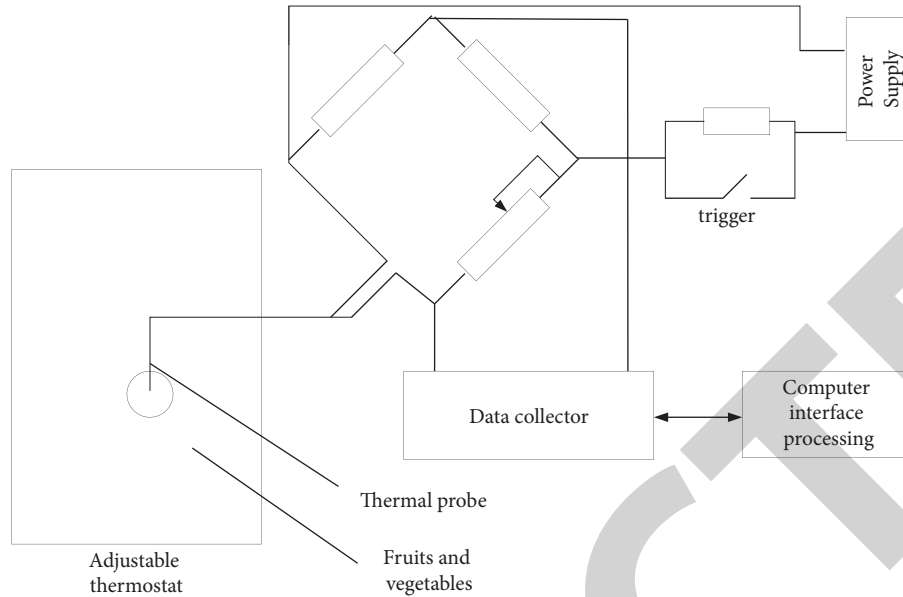 Power
Supply
trigger
Data collector
Computer
interface
processing
Thermal probe
Fruits and
vegetables
Adjustable
thermostat